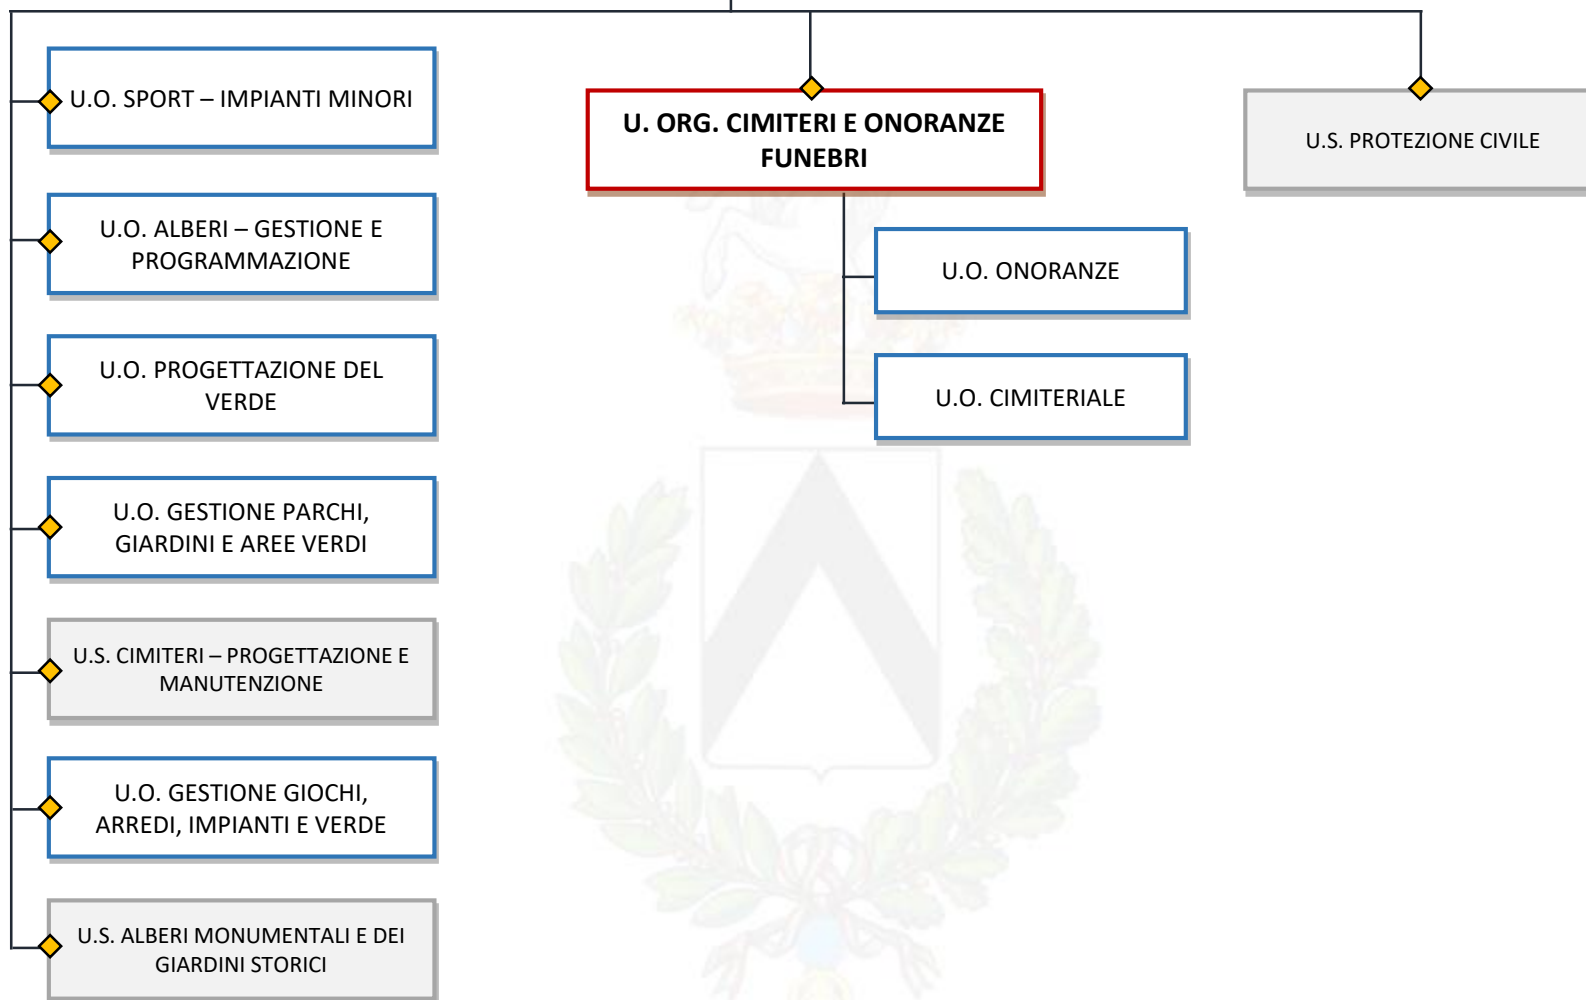 U.O. SPORT – IMPIANTI MINORI
U.O. ALBERI – GESTIONE E
PROGRAMMAZIONE
U.O. PROGETTAZIONE DEL
VERDE
U.O. GESTIONE PARCHI,
GIARDINI E AREE VERDI
U.S. CIMITERI – PROGETTAZIONE E
MANUTENZIONE
U.O. GESTIONE GIOCHI,
ARREDI, IMPIANTI E VERDE
U.S. ALBERI MONUMENTALI E DEI
GIARDINI STORICI
U. ORG. CIMITERI E ONORANZE
FUNEBRI
U.O. ONORANZE
U.O. CIMITERIALE
U.S. PROTEZIONE CIVILE